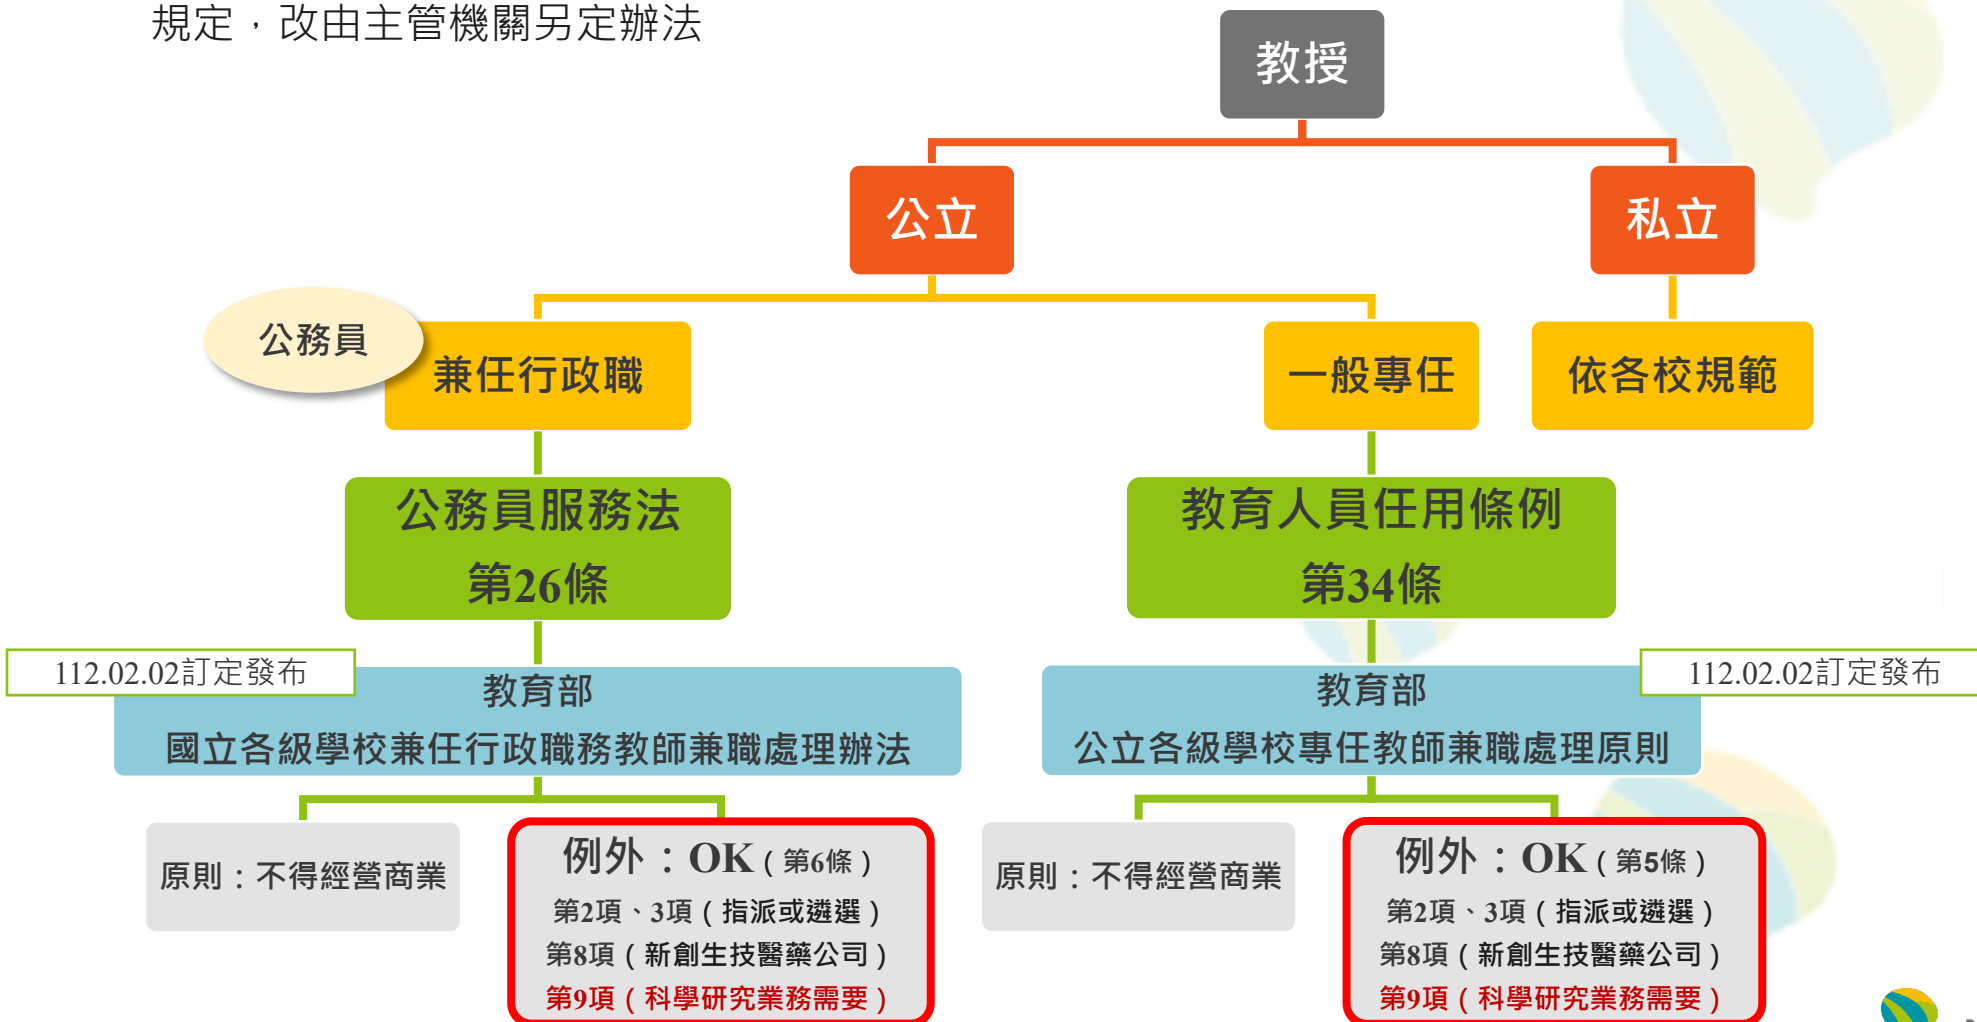 規定，改由主管機關另定辦法
教授
公立
私立
公務員
兼任行政職
一般專任
依各校規範
公務員服務法
第26條
教育人員任用條例
第34條
112.02.02訂定發布
教育部
國立各級學校兼任行政職務教師兼職處理辦法
112.02.02訂定發布
教育部
公立各級學校專任教師兼職處理原則
原則：不得經營商業
例外：OK（第6條）
第2項、3項（指派或遴選）
第8項（新創生技醫藥公司）
第9項（科學研究業務需要）
原則：不得經營商業
例外：OK（第5條）
第2項、3項（指派或遴選）
第8項（新創生技醫藥公司）
第9項（科學研究業務需要）